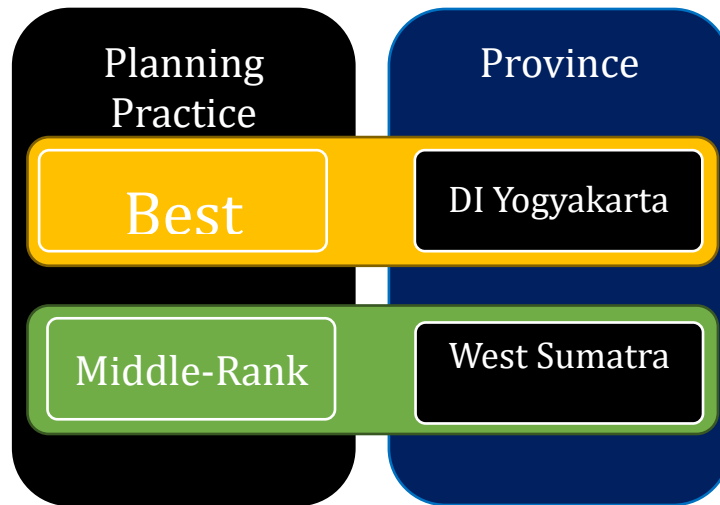 Planning
Practice
Province
Best
DI Yogyakarta
Middle-Rank
West Sumatra